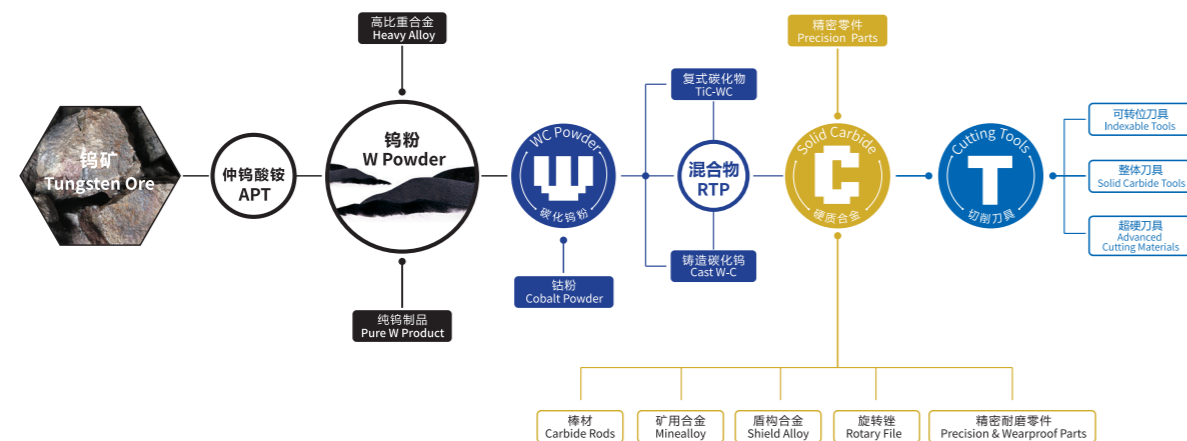 钨矿
Tungsten Ore
仲钨酸铵
APT
高比重合金
Heavy Alloy
钨粉
W Powder
纯钨制品
Pure W Product
WC Powder
W
碳化钨粉
钴粉
Cobalt Powder
复式碳化物
TiC-WC
混合物
RTP
铸造碳化钨
Cast W-C
精密零件
Precision Parts
Solid Carbide
C
硬质合金
Cutting Tools
T
切削刀具
可转位刀具
Indexable Tools
整体刀具
Solid Carbide Tools
超硬刀具
Advanced
Cutting Materials
棒材
Carbide Rods
矿用合金
Minealloy
盾构合金
Shield Alloy
旋转锉
Rotary File
精密耐磨零件
Precision & Wearproof Parts